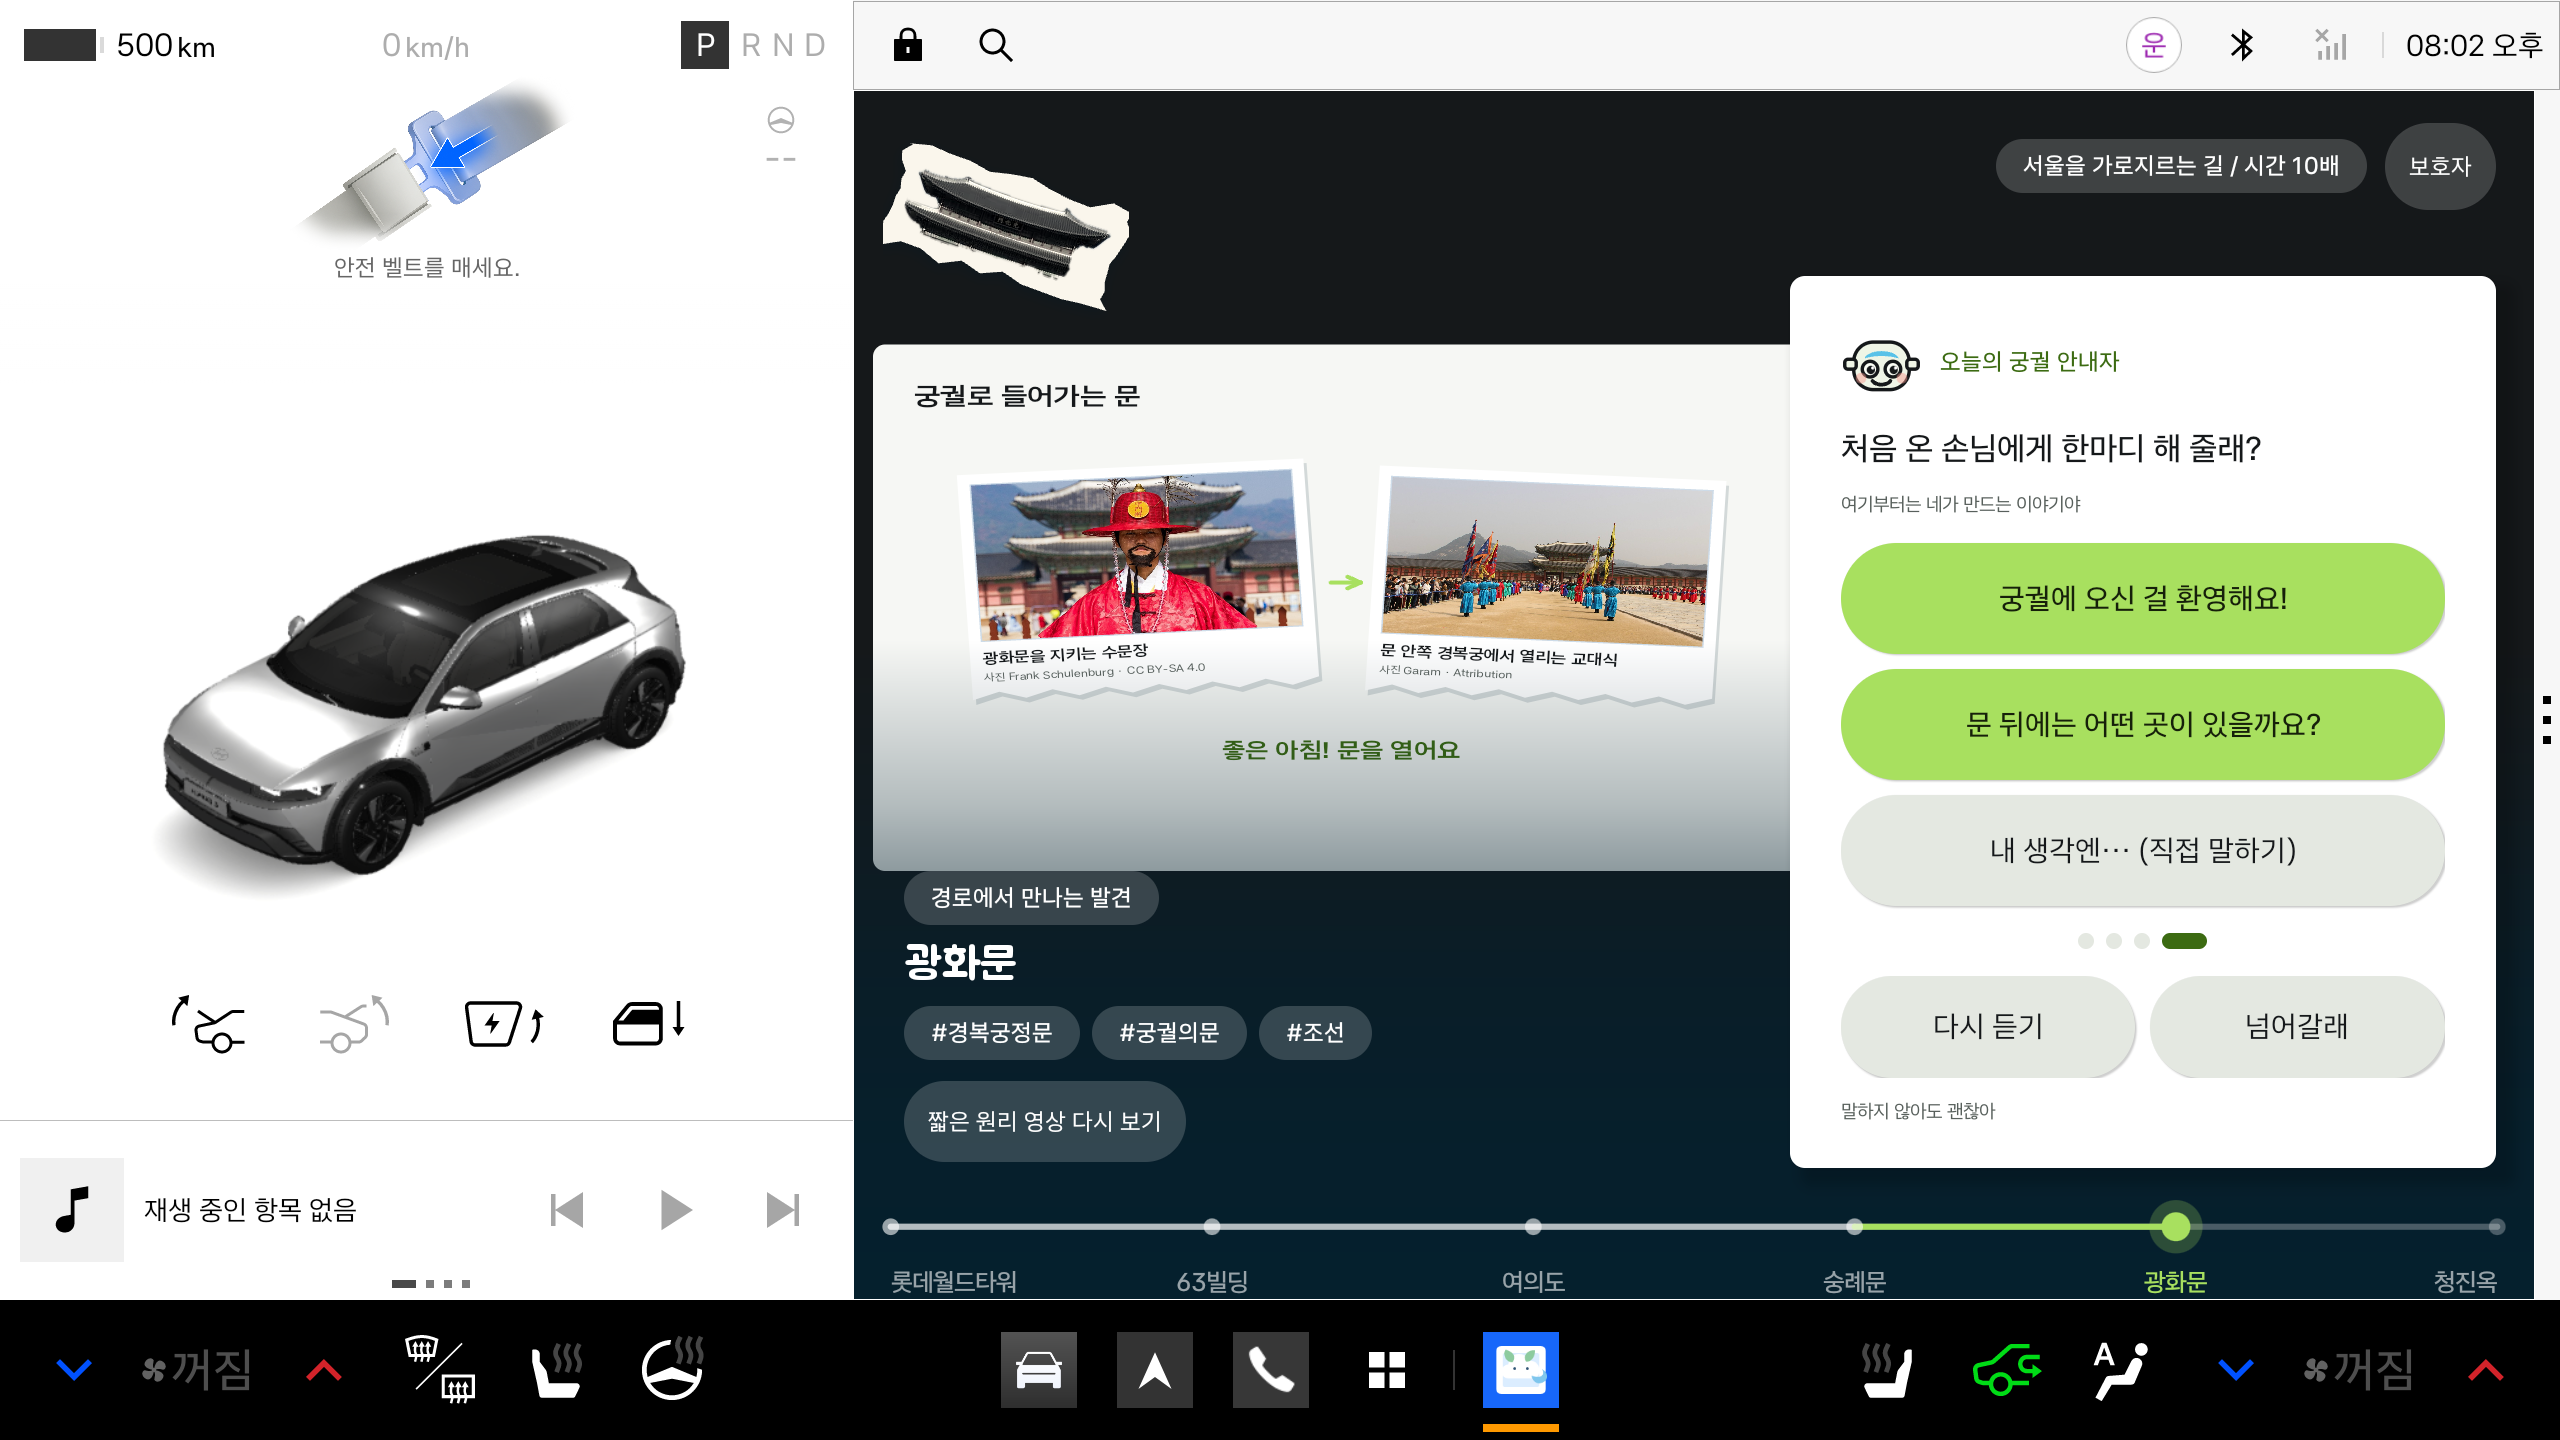 500 km
0 km/h
P R N D
안전 벨트를 매세요.
재생 중인 항목 없음
운
08:02 오후
서울을 가로지르는 길 / 시간 10배
보호자
궁궐로 들어가는 문
광화문을 지키는 수문장
사진 Frank Schulenburg · CC BY-SA 4.0
문 안쪽 경복궁에서 열리는 교대식
사진 Garam · Attribution
좋은 아침! 문을 열어요
경로에서 만나는 발견
광화문
#경복궁정문
#궁궐의문
#조선
짧은 원리 영상 다시 보기
오늘의 궁궐 안내자
처음 온 손님에게 한마디 해 줄래?
여기부터는 네가 만드는 이야기야
궁궐에 오신 걸 환영해요!
문 뒤에는 어떤 곳이 있을까요?
내 생각엔… (직접 말하기)
다시 듣기
넘어갈래
말하지 않아도 괜찮아
롯데월드타워
63빌딩
여의도
숭례문
광화문
청진옥
꺼짐
A
꺼짐